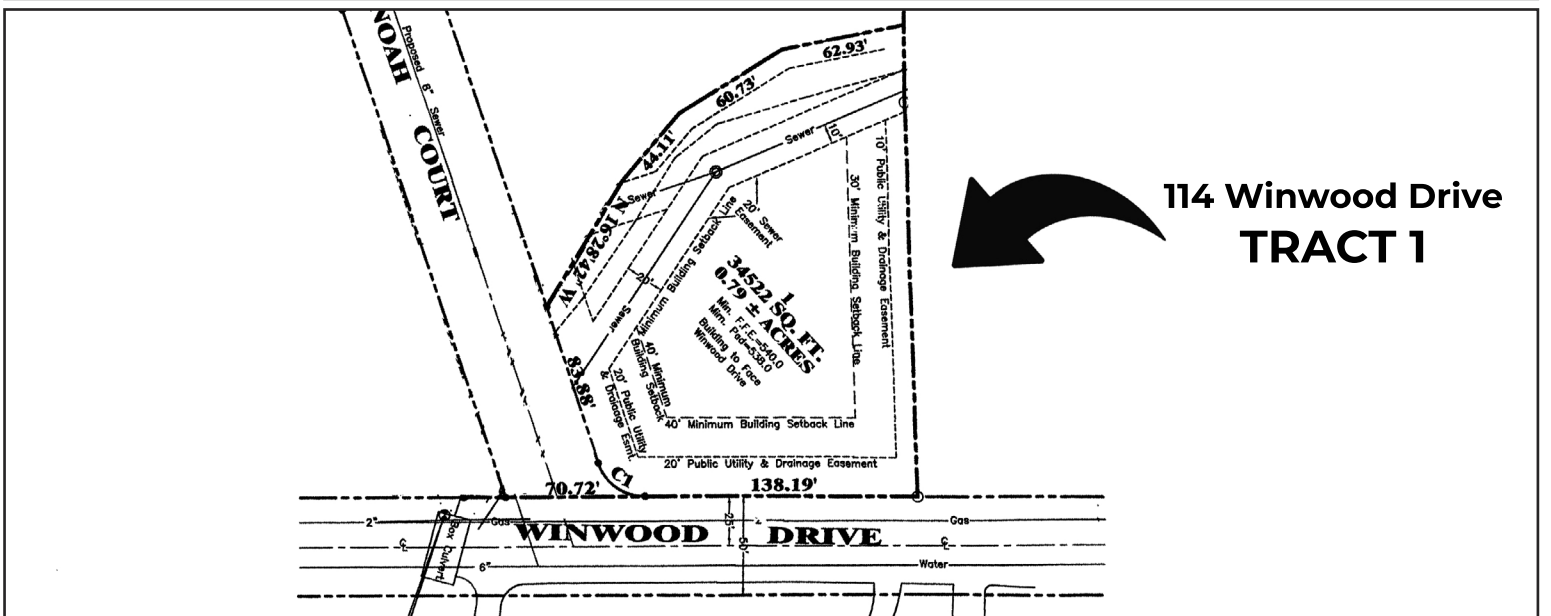 NOAH
COURT
Proposed 8" Sewer
62.93'
60.73'
44.11'
Sewer
10'
Sewer
N 16°28'42" W
20' Sewer
Easement
Minimum Building Setback Line
20'
Sewer
30' Minimum Building Setback Line
10' Public Utility & Drainage Easement
114 Winwood Drive
TRACT 1
1
34522 SQ. FT.
0.79 ± ACRES
Min. F.F.E.=540.0
Min. Pad=538.0
Building to Face
Winwood Drive
83.88'
40' Minimum
Building Setback
20' Public Utility
& Drainage Esmt.
40' Minimum Building Setback Line
20' Public Utility & Drainage Easement
C1
70.72'
138.19'
2"
Gas
25'
2"
Gas
WINWOOD DRIVE
50'
Box Culvert
6"
Water